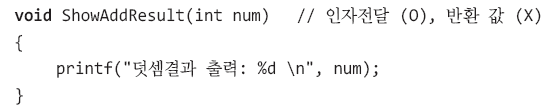 void ShowAddResult(int num)   // 인자전달 (O), 반환 값 (X)
{
    printf("덧셈결과 출력: %d \n", num);
}